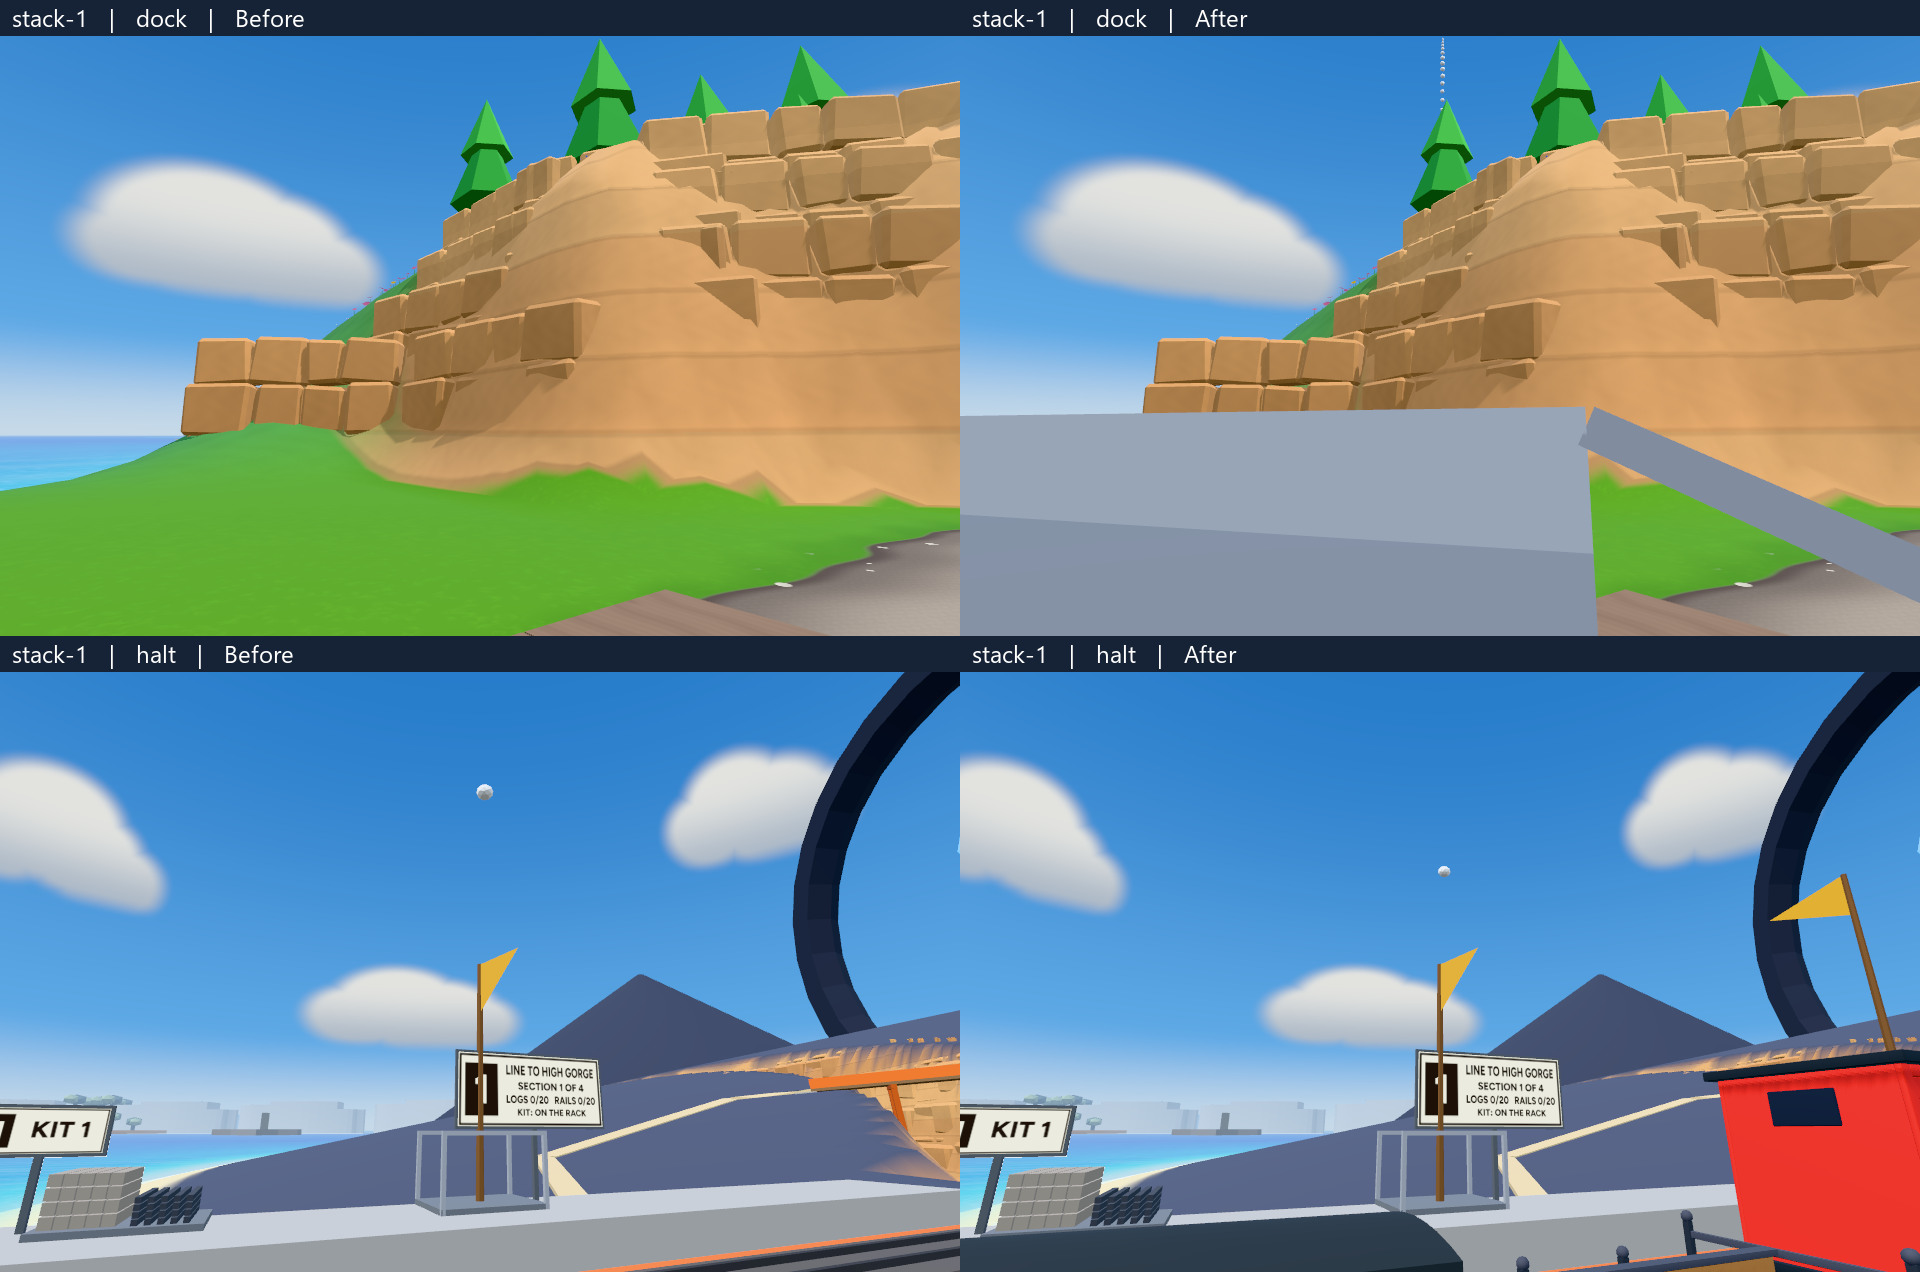 stack-1 | dock | Before
stack-1 | dock | After
stack-1 | halt | Before
1
LINE TO HIGH GORGE
SECTION 1 OF 4
LOGS 0/20 RAILS 0/20
KIT: ON THE RACK
KIT 1
stack-1 | halt | After
1
LINE TO HIGH GORGE
SECTION 1 OF 4
LOGS 0/20 RAILS 0/20
KIT: ON THE RACK
KIT 1